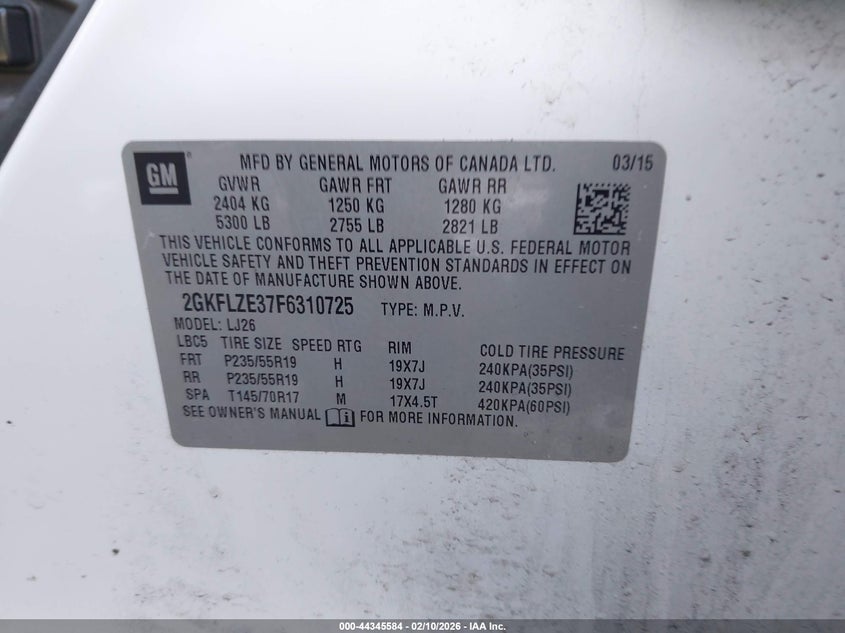 GM
MFD BY GENERAL MOTORS OF CANADA LTD. 03/15
GVWR GAWR FRT GAWR RR
2404 KG 1250 KG 1280 KG
5300 LB 2755 LB 2821 LB
THIS VEHICLE CONFORMS TO ALL APPLICABLE U.S. FEDERAL MOTOR
VEHICLE SAFETY AND THEFT PREVENTION STANDARDS IN EFFECT ON
THE DATE OF MANUFACTURE SHOWN ABOVE.
2GKFLZE37F6310725 TYPE: M.P.V.
MODEL: LJ26
LBC5 TIRE SIZE SPEED RTG RIM COLD TIRE PRESSURE
FRT P235/55R19 H 19X7J 240KPA(35PSI)
RR P235/55R19 H 19X7J 240KPA(35PSI)
SPA T145/70R17 M 17X4.5T 420KPA(60PSI)
SEE OWNER'S MANUAL FOR MORE INFORMATION.
000-44345584 — 02/10/2026 — IAA Inc.